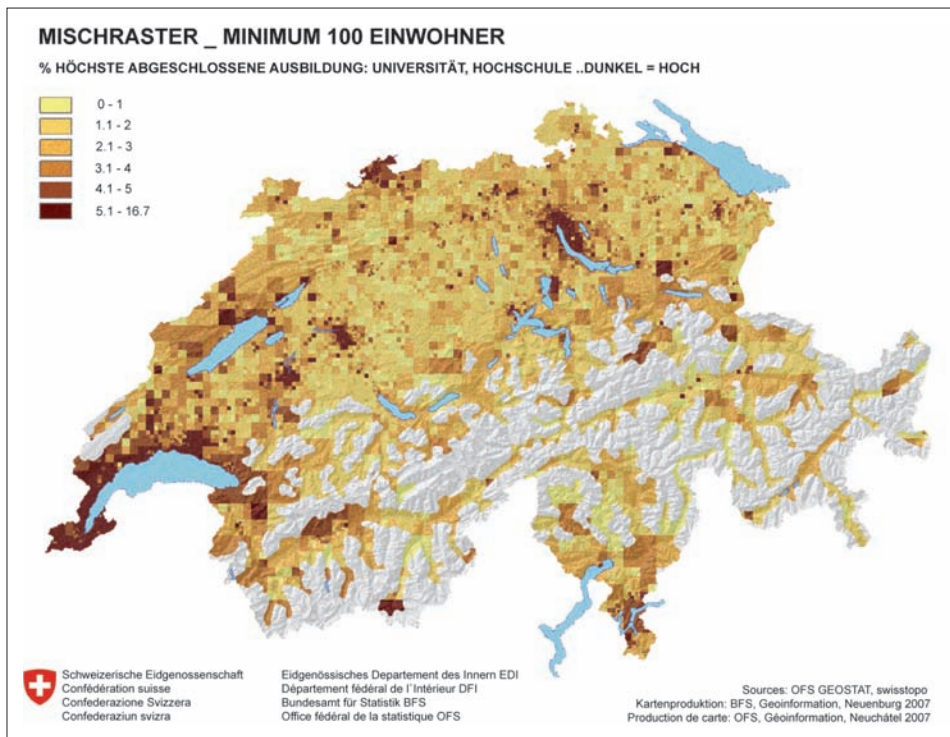 MISCHRASTER _ MINIMUM 100 EINWOHNER
% HÖCHSTE ABGESCHLOSSENE AUSBILDUNG: UNIVERSITÄT, HOCHSCHULE ..DUNKEL = HOCH
0 - 1
1.1 - 2
2.1 - 3
3.1 - 4
4.1 - 5
5.1 - 16.7
Schweizerische Eidgenossenschaft
Confédération suisse
Confederazione Svizzera
Confederaziun svizra
Eidgenössisches Departement des Innern EDI
Département fédéral de l`Intérieur DFI
Bundesamt für Statistik BFS
Office fédéral de la statistique OFS
Sources: OFS GEOSTAT, swisstopo
Kartenproduktion: BFS, Geoinformation, Neuenburg 2007
Production de carte: OFS, Géoinformation, Neuchâtel 2007